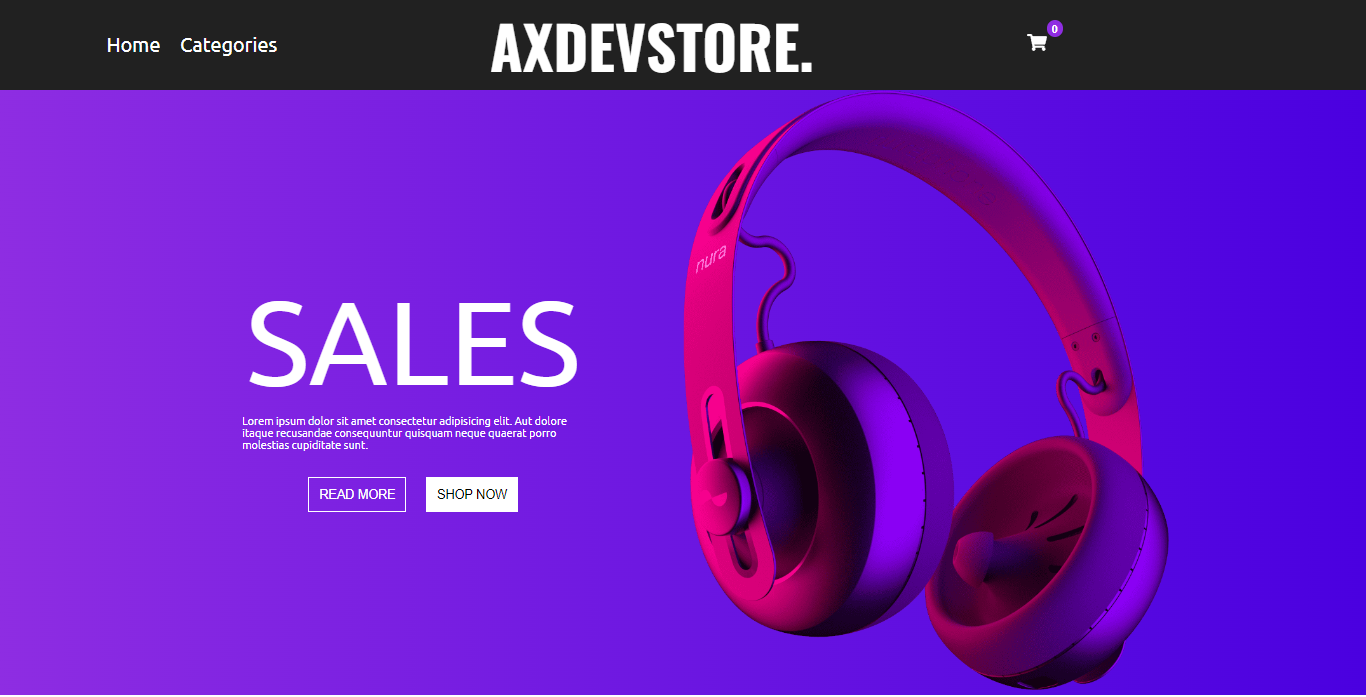 Home Categories
AXDEVSTORE.
0
nura
SALES
Lorem ipsum dolor sit amet consectetur adipisicing elit. Aut dolore
itaque recusandae consequuntur quisquam neque quaerat porro
molestias cupiditate sunt.
READ MORE SHOP NOW